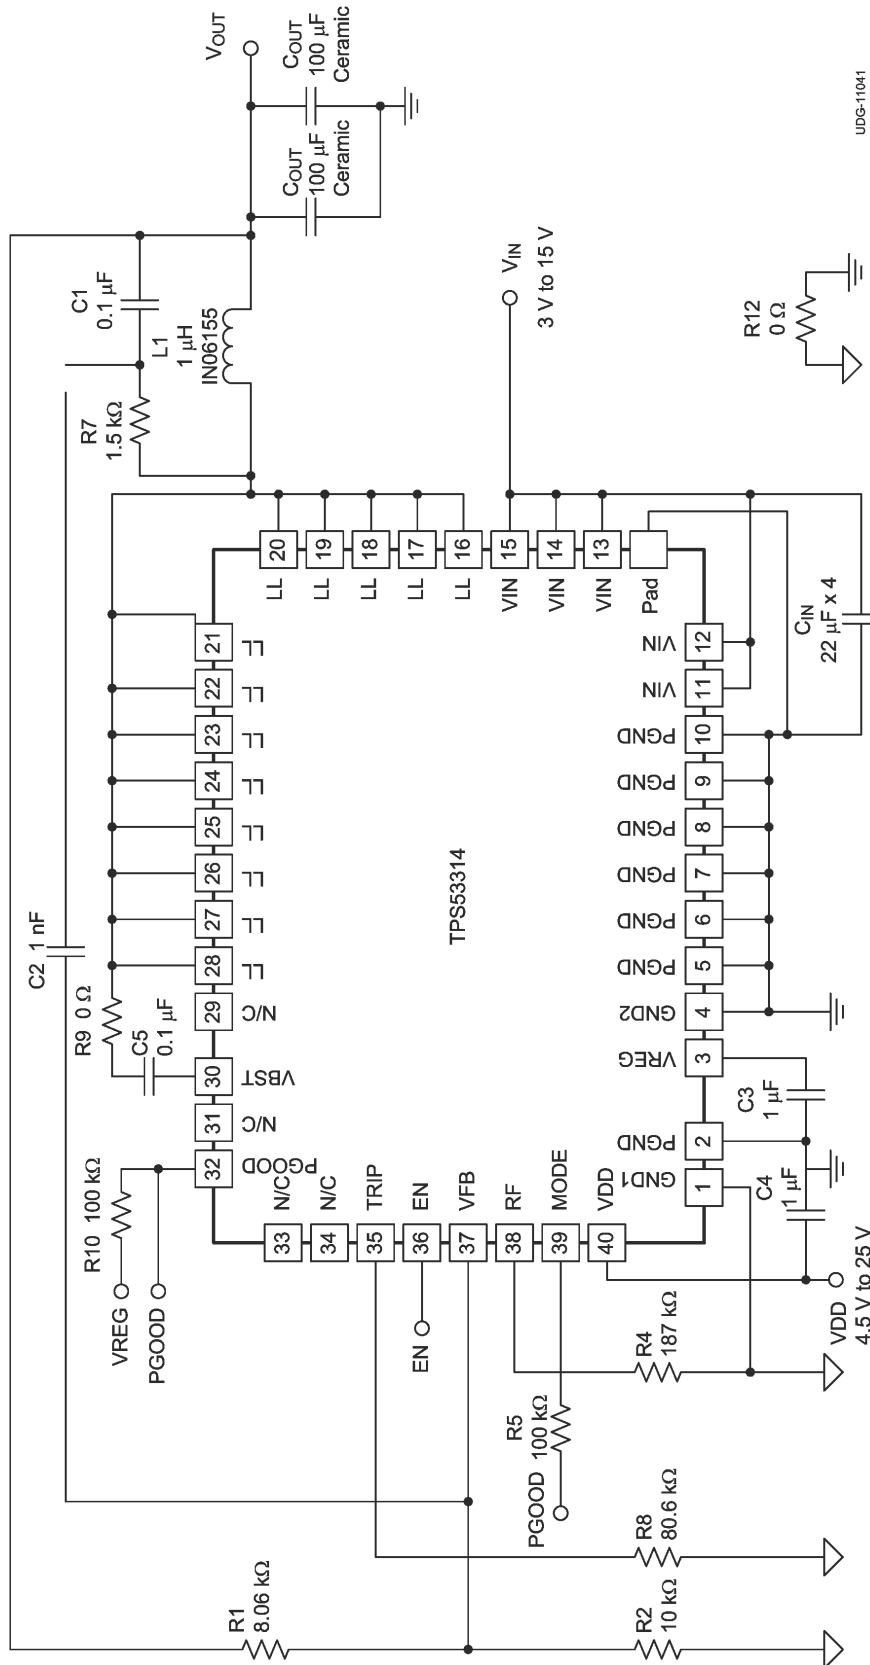 R1
8.06 kΩ
VREG
PGOOD
R10 100 kΩ
R9 0 Ω
C5
0.1 µF
C2 1 nF
R7
1.5 kΩ
C1
0.1 µF
L1
1 µH
IN06155
VOUT
COUT
100 µF
Ceramic
COUT
100 µF
Ceramic
32
31
30
29
28
27
26
25
24
23
22
21
PGOOD
N/C
VBST
N/C
LL
LL
LL
LL
LL
LL
LL
LL
33
N/C
34
N/C
35
TRIP
36
EN
37
VFB
38
RF
39
MODE
40
VDD
EN
TPS53314
LL
20
LL
19
LL
18
LL
17
LL
16
VIN
15
VIN
14
VIN
13
Pad
VIN
3 V to 15 V
GND1
PGND
VREG
GND2
PGND
PGND
PGND
PGND
PGND
PGND
VIN
VIN
1
2
3
4
5
6
7
8
9
10
11
12
R5
100 kΩ
PGOOD
R2
10 kΩ
R8
80.6 kΩ
R4
187 kΩ
VDD
4.5 V to 25 V
C4
1 µF
C3
1 µF
CIN
22 µF x 4
R12
0 Ω
UDG-11041